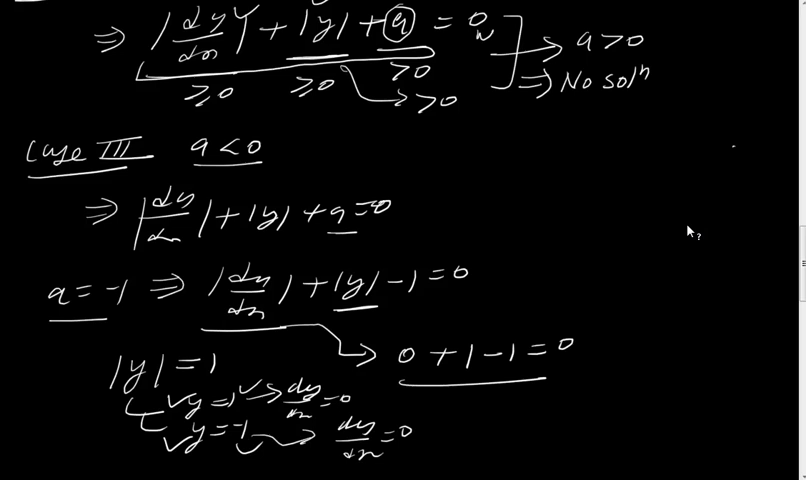 ⇒ |dy/dx| + |y| + a = 0
≥0 ≥0 >0 → a > 0
→ >0 ⇒ No solⁿ
Case III a < 0
⇒ |dy/dx| + |y| + a = 0
a = -1 ⇒ |dy/dx| + |y| - 1 = 0
|y| = 1 → 0 + 1 - 1 = 0
✓y = 1 ✓→ dy/dx = 0
✓y = -1 → dy/dx = 0